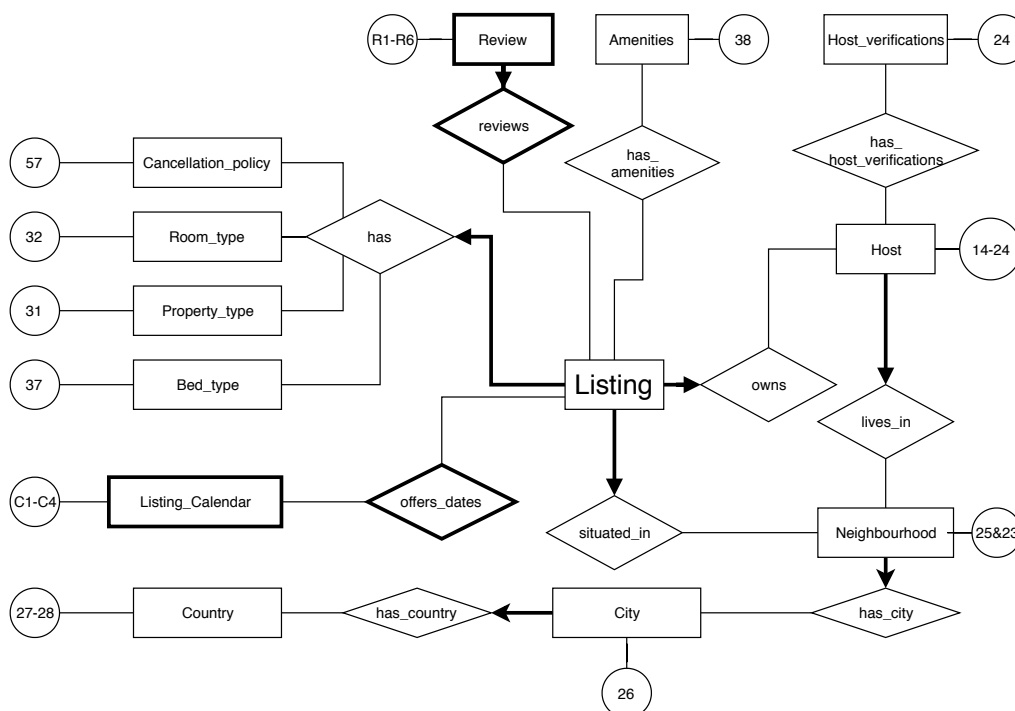 R1-R6
Review
Amenities
38
Host_verifications
24
reviews
has_
amenities
has_
host_verifications
57
Cancellation_policy
32
Room_type
has
Host
14-24
31
Property_type
37
Bed_type
Listing
owns
lives_in
C1-C4
Listing_Calendar
offers_dates
situated_in
Neighbourhood
25&23
27-28
Country
has_country
City
has_city
26